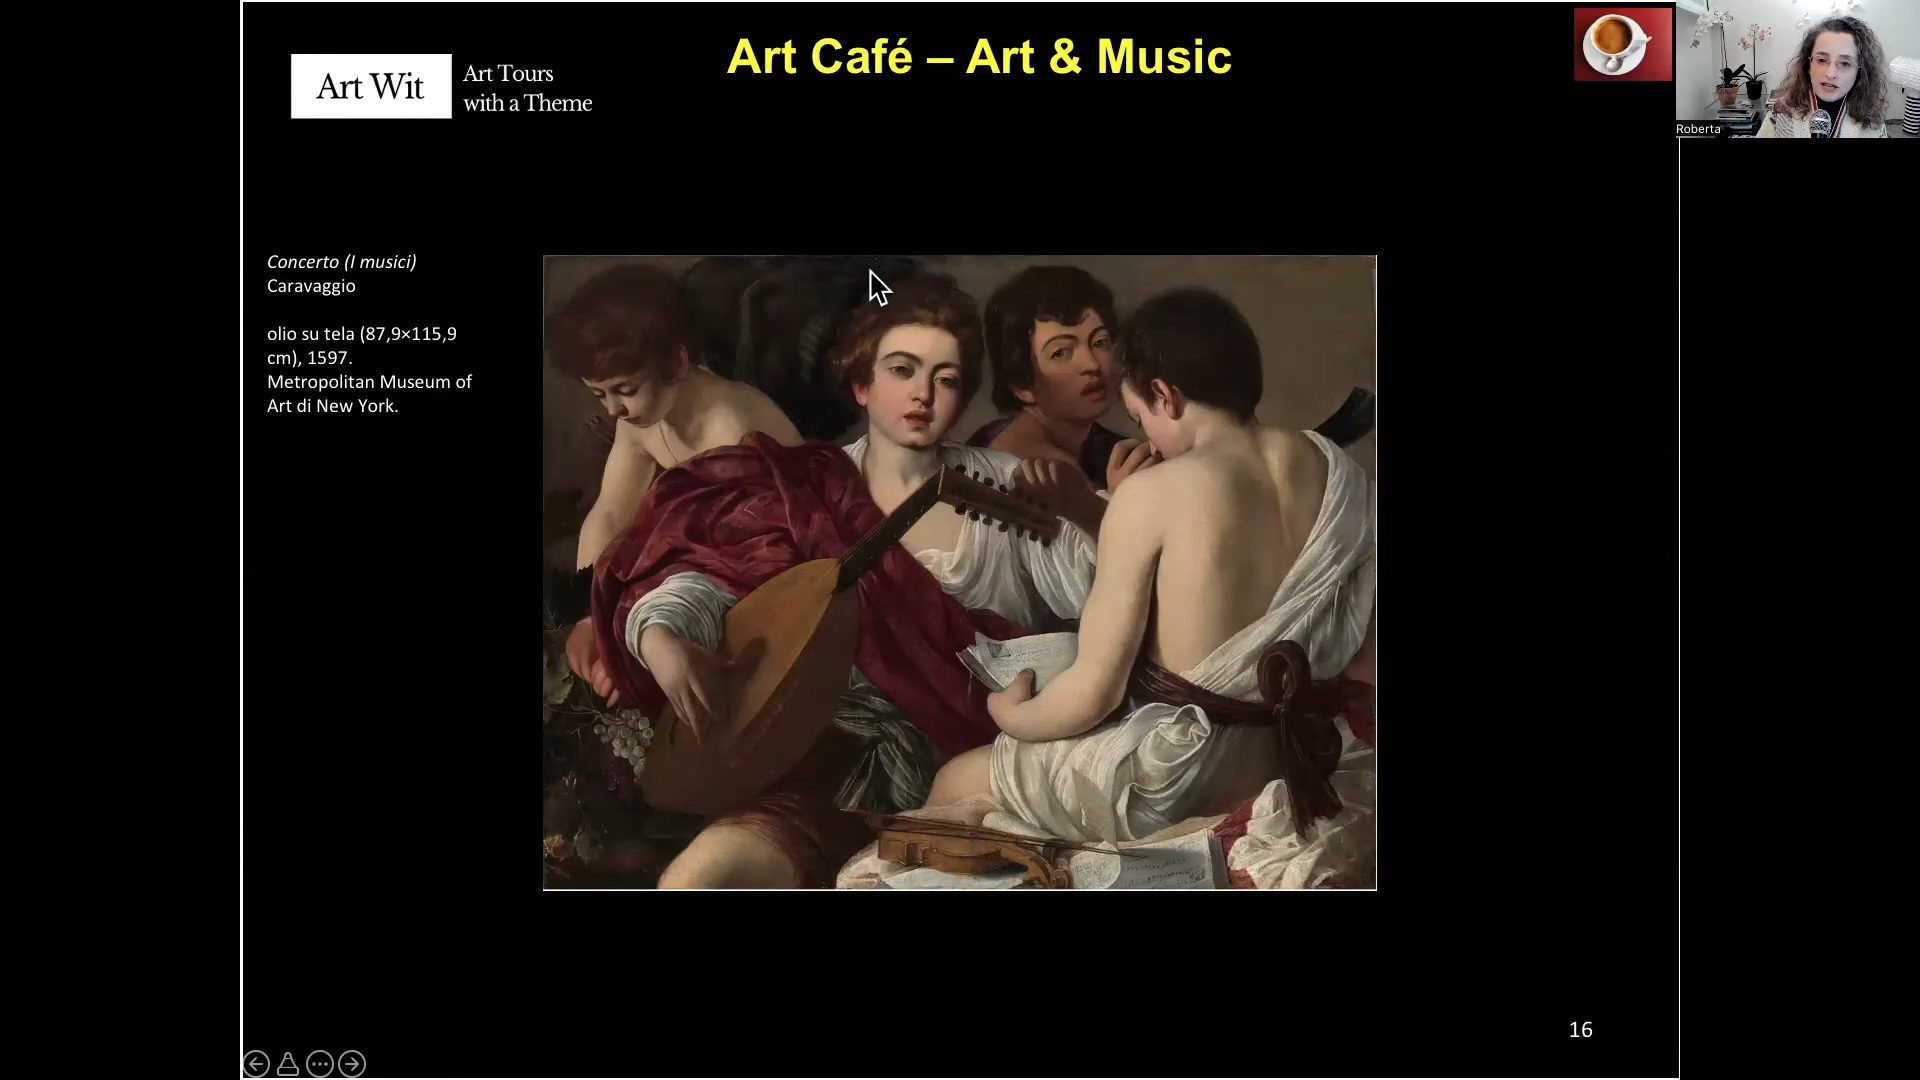 Art Café – Art & Music
Art Wit
Art Tours
with a Theme
Roberta
Concerto (I musici)
Caravaggio
olio su tela (87,9×115,9
cm), 1597.
Metropolitan Museum of
Art di New York.
16